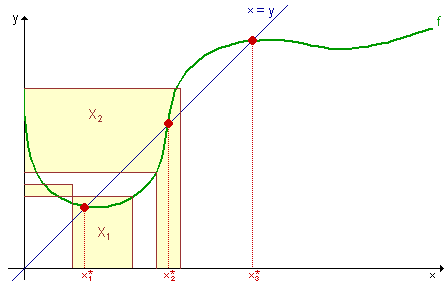 x = y
y
f
X₂
X₁
x₁* x₂* x₃* x